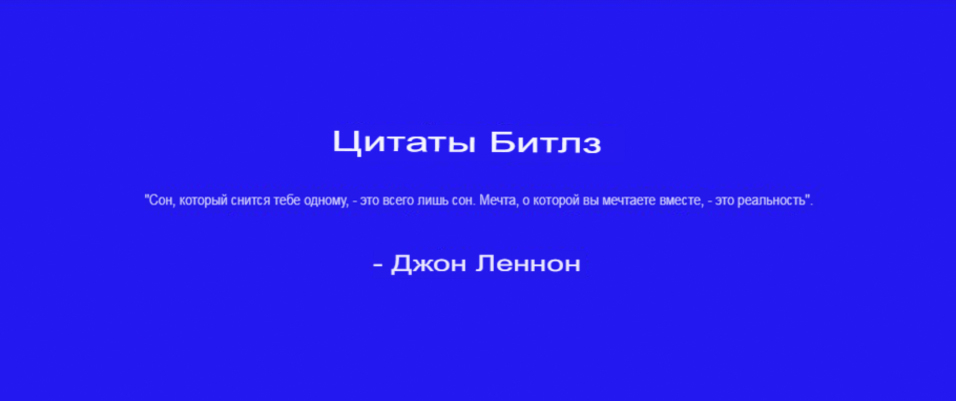 Цитаты Битлз
"Сон, который снится тебе одному, - это всего лишь сон. Мечта, о которой вы мечтаете вместе, - это реальность".
- Джон Леннон